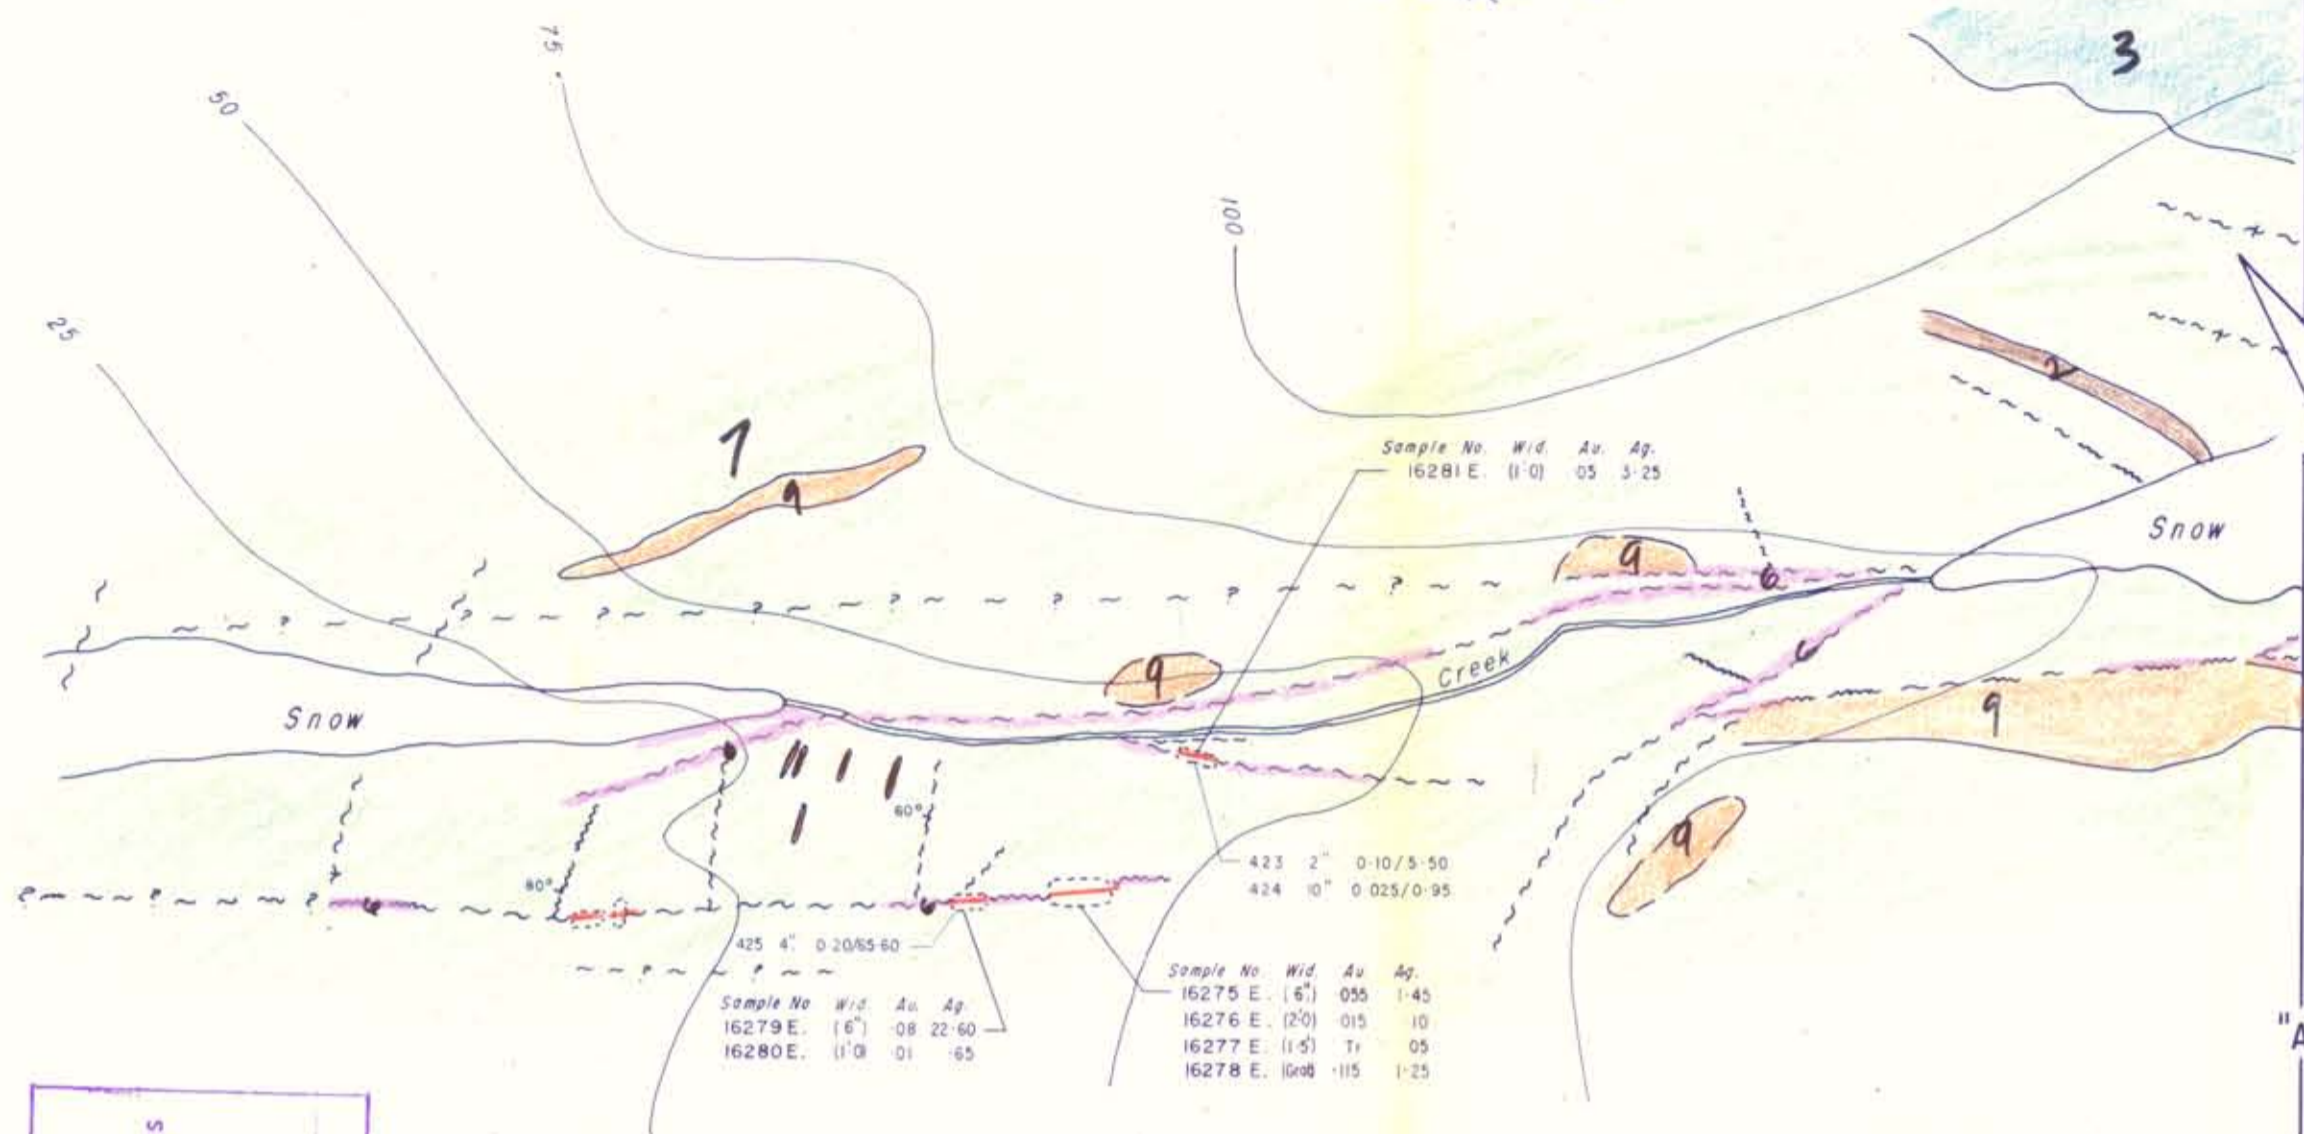 3
75
50
100
25
2
1
9
Sample No. Wid. Au. Ag.
16281 E. (1'0) .05 3.25
Snow
9
6
9
Creek
6
Snow
9
60°
9
423 2" 0.10/5.50
424 10" 0.025/0.95
80°
6
6
425 4". 0.20/65.60
Sample No. Wid. Au. Ag.
16275 E. (6") .055 1.45
16276 E. (2'0) .015 .10
16277 E. (1'5) Tr .05
16278 E. (Grab) .115 1.25
Sample No Wid. Au. Ag.
16279 E. (6") .08 22.60
16280 E. (1'0) .01 .65
"A
S